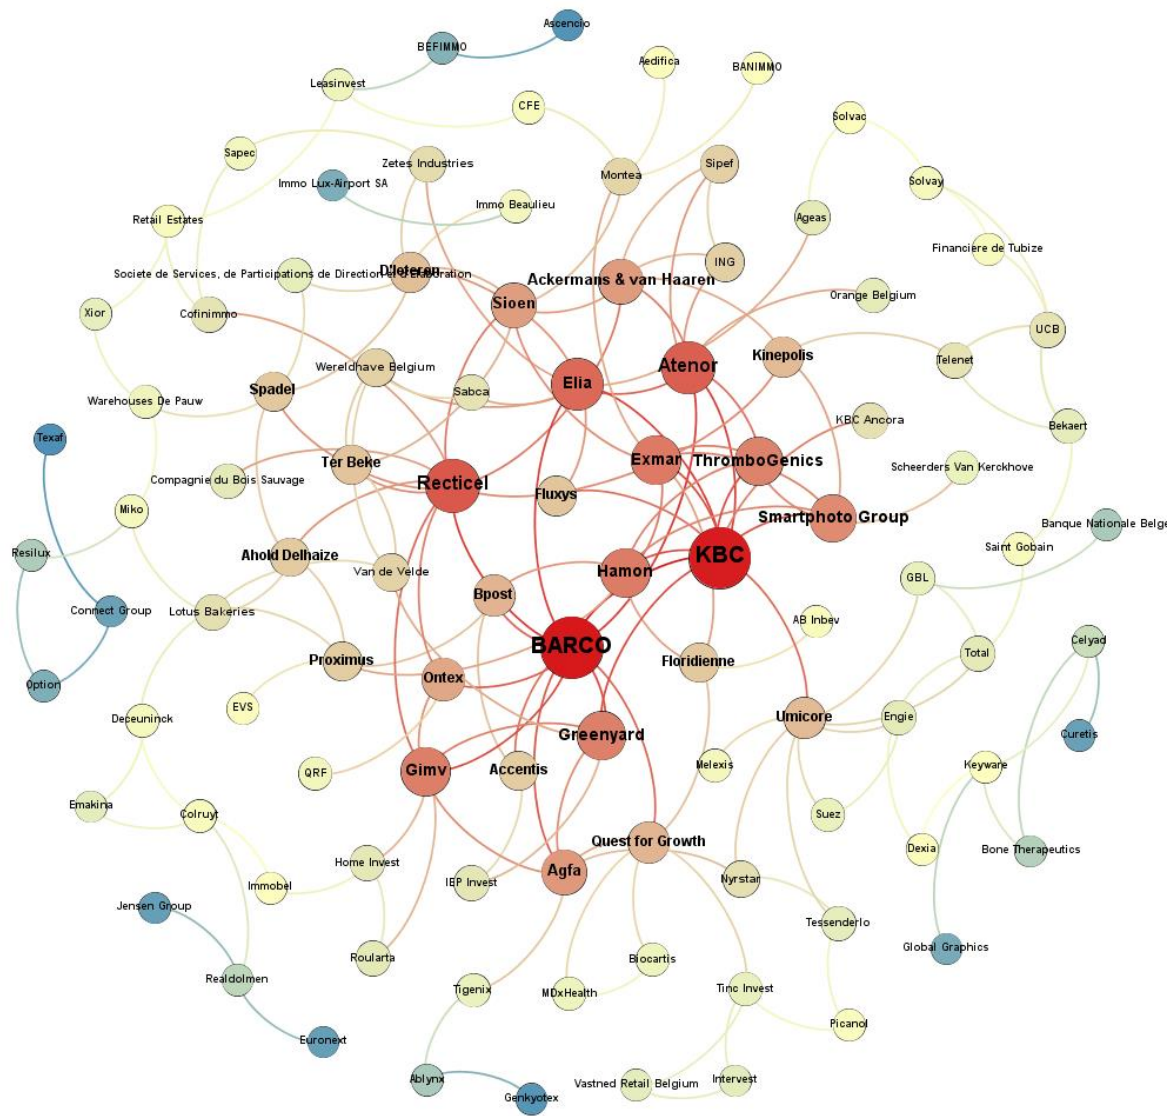 Ascencio
BEFIMMO
Aedifica
BANIMMO
Leasinvest
CFE
Solvac
Sapec
Zetes Industries
Sipef
Montea
Immo Lux-Airport SA
Solvay
Immo Beaulieu
Retail Estates
Ageas
Financiere de Tubize
ING
Societe de Services, de Participations de Direction et d'Elaboration
D'Ieteren
Ackermans & van Haaren
Orange Belgium
Sioen
Xior
Cofinimmo
UCB
Kinepolis
Telenet
Wereldhave Belgium
Atenor
Elia
Spadel
Sabca
Warehouses De Pauw
KBC Ancora
Bekaert
Texaf
Ter Beke
Exmar
ThromboGenics
Scheerders Van Kerckhove
Compagnie du Bois Sauvage
Recticel
Fluxys
Miko
Smartphoto Group
Banque Nationale Belge
Saint Gobain
Resilux
Ahold Delhaize
KBC
Van de Velde
Hamon
GBL
Bpost
Connect Group
Lotus Bakeries
AB Inbev
BARCO
Celyad
Total
Proximus
Floridienne
Ontex
Option
EVS
Deceuninck
Umicore
Engie
Greenyard
Curetis
Gimv
Accentis
QRF
Melexis
Keyware
Emakina
Colruyt
Suez
Quest for Growth
Dexia
Bone Therapeutics
Home Invest
Agfa
Immobel
IEP Invest
Nyrstar
Jensen Group
Tessenderlo
Global Graphics
Roularta
Biocartis
Realdolmen
Tigenix
MDxHealth
Tinc Invest
Picanol
Euronext
Ablynx
Vastned Retail Belgium
Intervest
Genkyotex